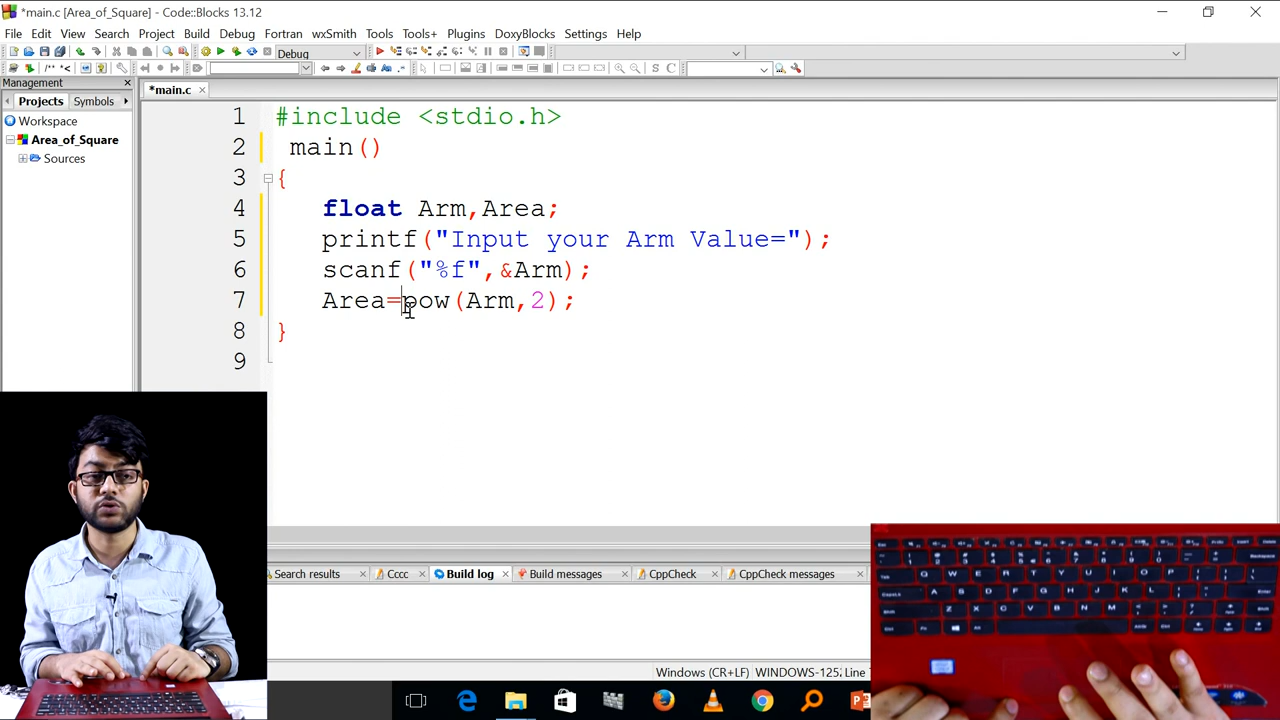 *main.c [Area_of_Square] - Code::Blocks 13.12
File Edit View Search Project Build Debug Fortran wxSmith Tools Tools+ Plugins DoxyBlocks Settings Help
Debug
Management
*main.c
Projects Symbols
Workspace
Area_of_Square
Sources
1 #include <stdio.h>
2 main()
3 {
4 float Arm,Area;
5 printf("Input your Arm Value=");
6 scanf("%f",&Arm);
7 Area=pow(Arm,2);
8 }
9
Search results Cccc Build log Build messages CppCheck CppCheck messages
Windows (CR+LF) WINDOWS-125 Line